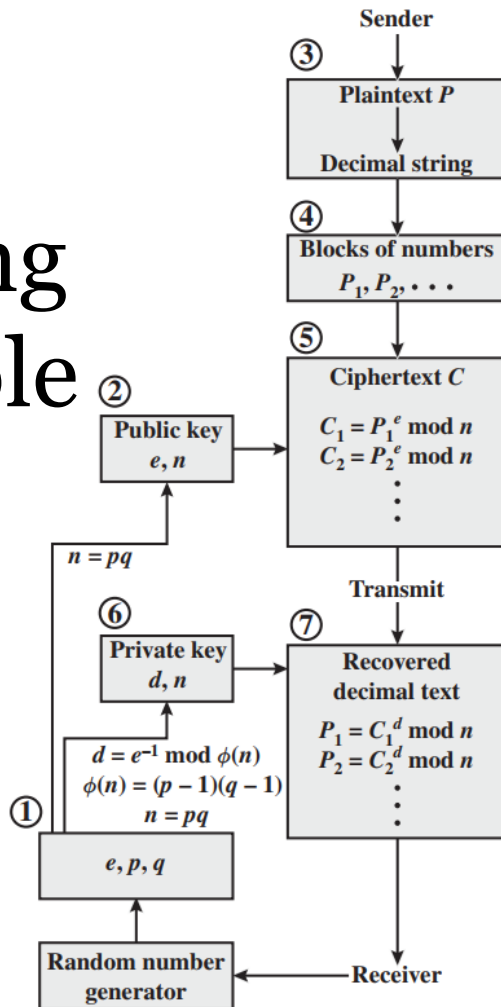 Sender
③
Plaintext P
Decimal string
④
Blocks of numbers
P₁, P₂, . . .
ng
ple
⑤
Ciphertext C
C₁ = P₁ᵉ mod n
C₂ = P₂ᵉ mod n
②
Public key
e, n
n = pq
Transmit
⑥
Private key
d, n
⑦
Recovered
decimal text
P₁ = C₁ᵈ mod n
P₂ = C₂ᵈ mod n
d = e⁻¹ mod ϕ(n)
ϕ(n) = (p − 1)(q − 1)
n = pq
①
e, p, q
Random number
generator
Receiver